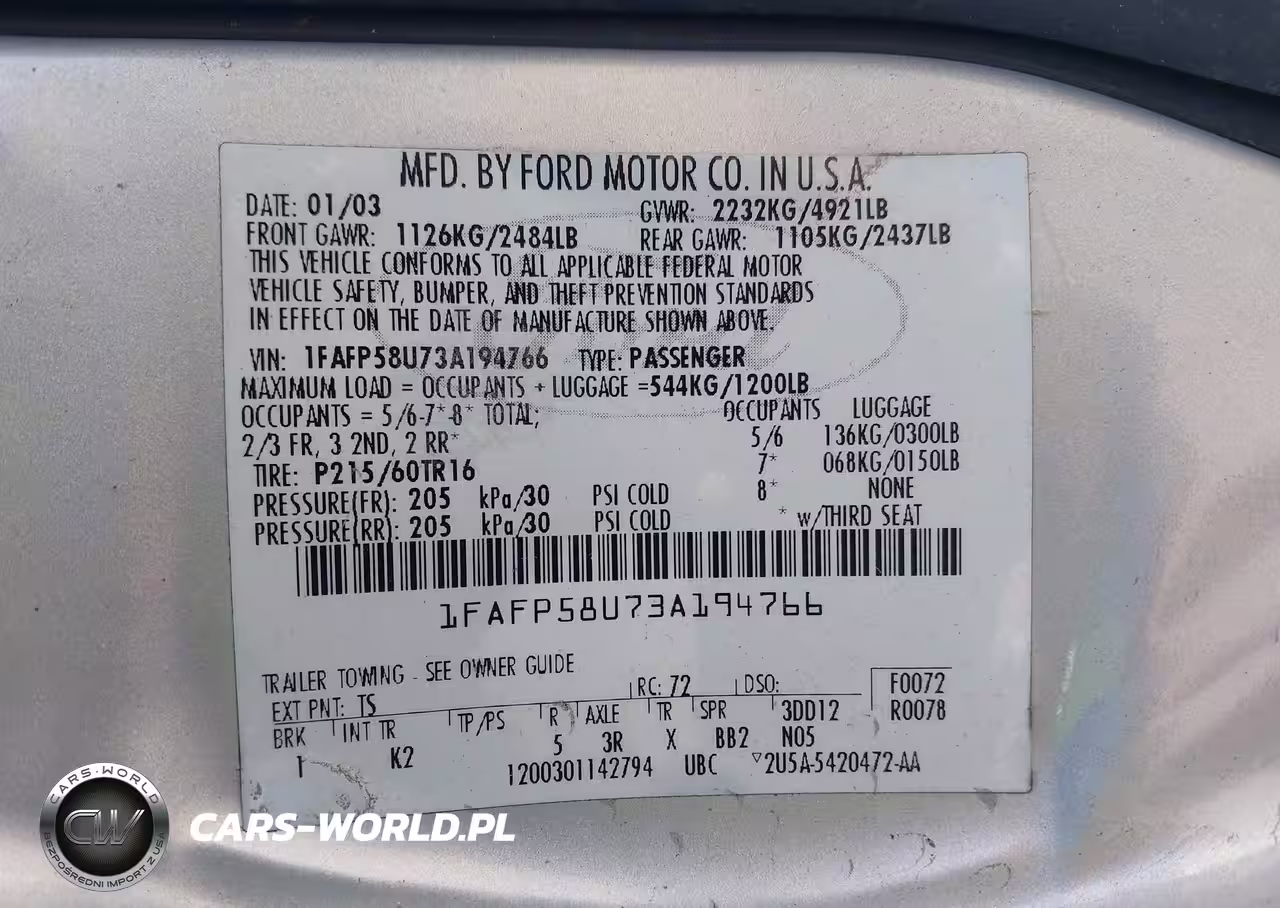 MFD. BY FORD MOTOR CO. IN U.S.A.
DATE: 01/03 GVWR: 2232KG/4921LB
FRONT GAWR: 1126KG/2484LB REAR GAWR: 1105KG/2437LB
THIS VEHICLE CONFORMS TO ALL APPLICABLE FEDERAL MOTOR
VEHICLE SAFETY, BUMPER, AND THEFT PREVENTION STANDARDS
IN EFFECT ON THE DATE OF MANUFACTURE SHOWN ABOVE.
VIN: 1FAFP58U73A194766 TYPE: PASSENGER
MAXIMUM LOAD = OCCUPANTS + LUGGAGE =544KG/1200LB
OCCUPANTS = 5/6-7*-8* TOTAL; OCCUPANTS LUGGAGE
2/3 FR, 3 2ND, 2 RR* 5/6 136KG/0300LB
TIRE: P215/60TR16 7* 068KG/0150LB
PRESSURE(FR): 205 kPa/30 PSI COLD 8* NONE
PRESSURE(RR): 205 kPa/30 PSI COLD * w/THIRD SEAT
1FAFP58U73A194766
TRAILER TOWING - SEE OWNER GUIDE
EXT PNT: TS RC: 72 DSO: F0072
BRK INT TR TP/PS R AXLE TR SPR 3DD12 R0078
1 K2 5 3R X BB2 N05
1200301142794 UBC ▽2U5A-5420472-AA
CARS-WORLD
CW
BEZPOŚREDNI IMPORT Z USA
CARS-WORLD.PL